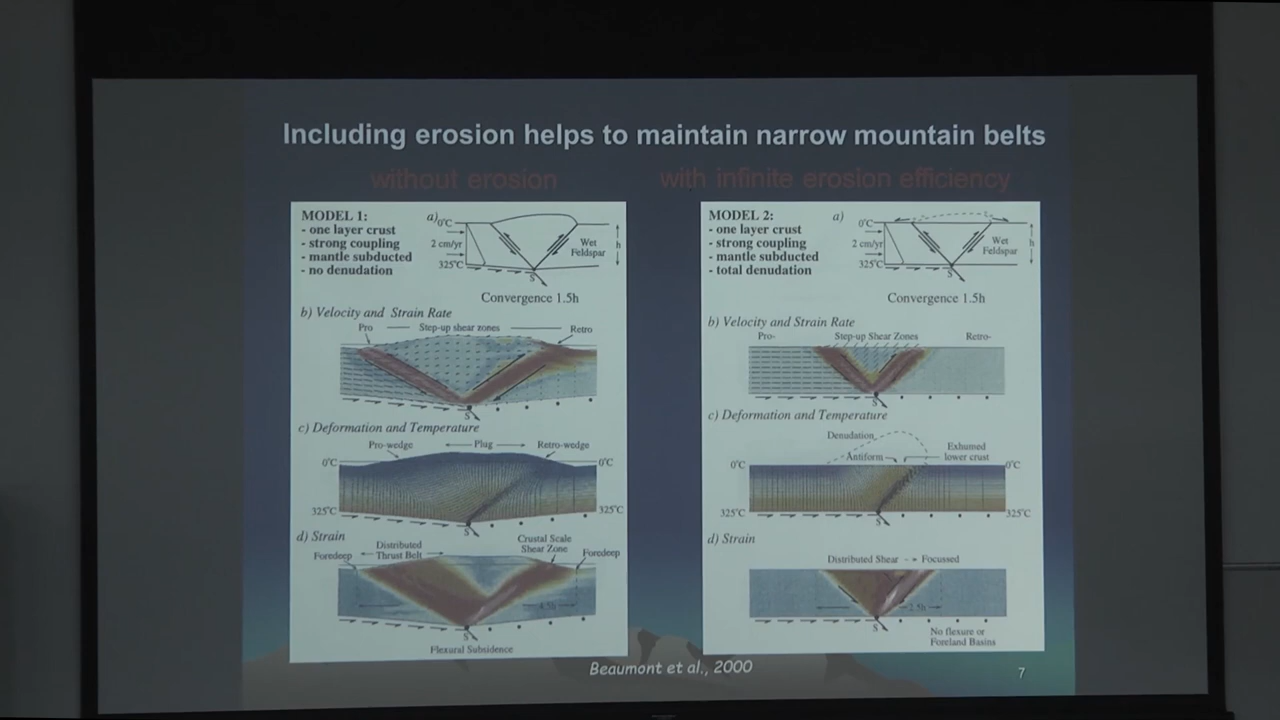 Including erosion helps to maintain narrow mountain belts
without erosion
with infinite erosion efficiency
MODEL 1:
- one layer crust
- strong coupling
- mantle subducted
- no denudation
a)
0°C
2 cm/yr
325°C
Wet
Feldspar
h
S
Convergence 1.5h
b) Velocity and Strain Rate
Pro
Step-up shear zones
Retro
S
c) Deformation and Temperature
Pro-wedge
Plug
Retro-wedge
0°C
0°C
325°C
325°C
S
d) Strain
Foredeep
Distributed
Thrust Belt
Crustal Scale
Shear Zone
Foredeep
4.5h
S
Flexural Subsidence
MODEL 2:
- one layer crust
- strong coupling
- mantle subducted
- total denudation
a)
0°C
2 cm/yr
325°C
Wet
Feldspar
h
S
Convergence 1.5h
b) Velocity and Strain Rate
Pro-
Step-up Shear Zones
Retro-
S
c) Deformation and Temperature
Denudation
Antiform
Exhumed
lower crust
0°C
0°C
325°C
325°C
S
d) Strain
Distributed Shear
Focussed
2.5h
S
No flexure or
Foreland Basins
Beaumont et al., 2000
7